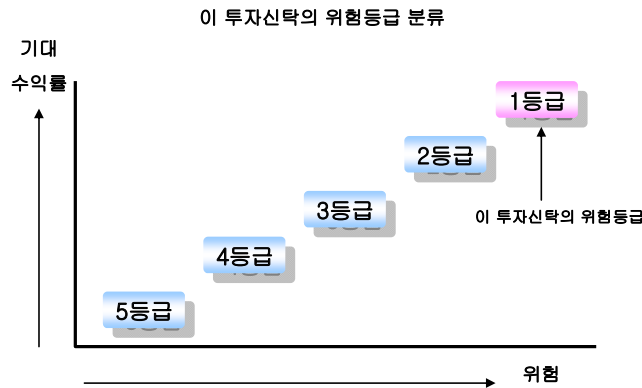 이 투자신탁의 위험등급 분류
기대
수익률
1등급
2등급
3등급
이 투자신탁의 위험등급
4등급
5등급
위험